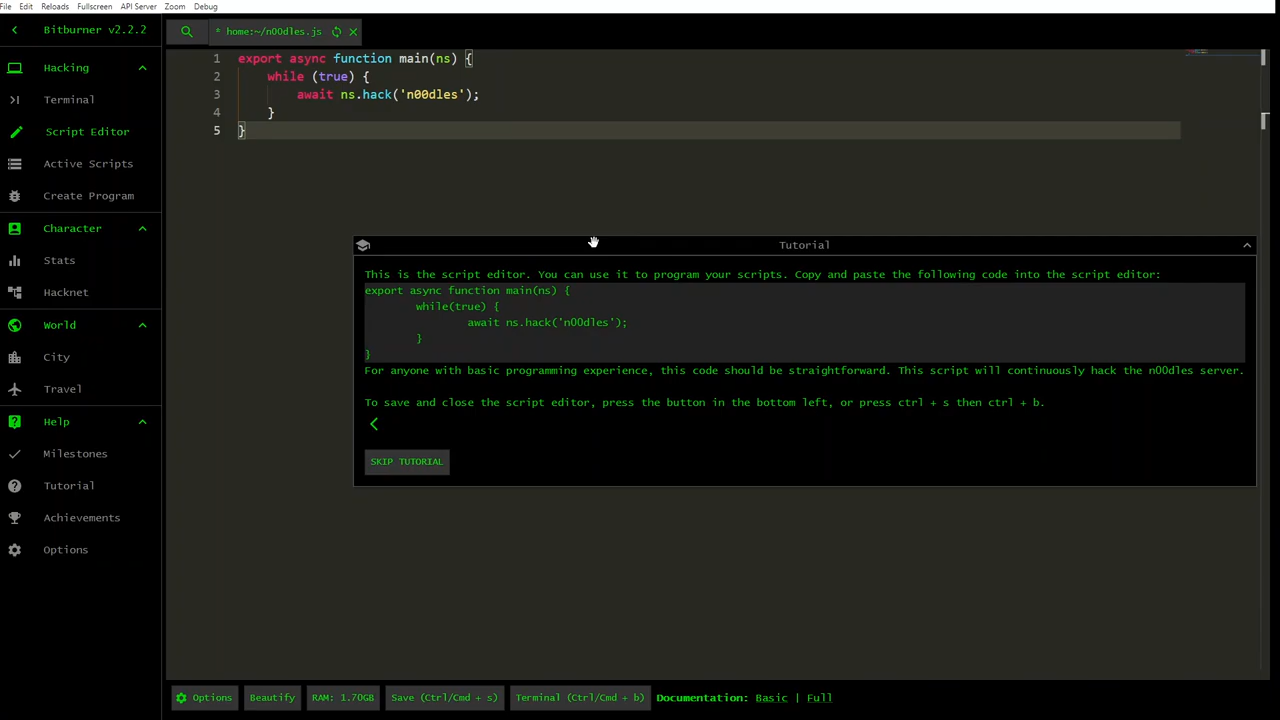 File Edit Reloads Fullscreen API Server Zoom Debug
Bitburner v2.2.2
Hacking
Terminal
Script Editor
Active Scripts
Create Program
Character
Stats
Hacknet
World
City
Travel
Help
Milestones
Tutorial
Achievements
Options
* home:~/n00dles.js
1 export async function main(ns) {
2 while (true) {
3 await ns.hack('n00dles');
4 }
5 }
Tutorial
This is the script editor. You can use it to program your scripts. Copy and paste the following code into the script editor:
export async function main(ns) {
while(true) {
await ns.hack('n00dles');
}
}
For anyone with basic programming experience, this code should be straightforward. This script will continuously hack the n00dles server.
To save and close the script editor, press the button in the bottom left, or press ctrl + s then ctrl + b.
SKIP TUTORIAL
Options Beautify RAM: 1.70GB Save (Ctrl/Cmd + s) Terminal (Ctrl/Cmd + b) Documentation: Basic | Full